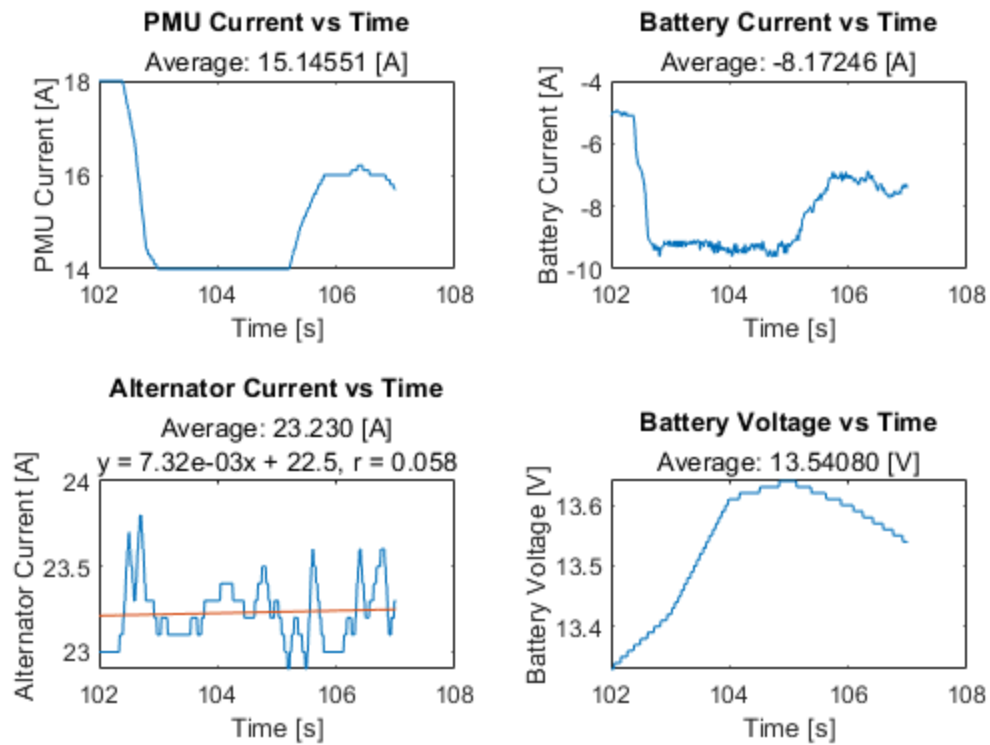 PMU Current vs Time
Average: 15.14551 [A]
PMU Current [A]
18
16
14
102
104
106
108
Time [s]
Battery Current vs Time
Average: -8.17246 [A]
Battery Current [A]
-4
-6
-8
-10
102
104
106
108
Time [s]
Alternator Current vs Time
Average: 23.230 [A]
y = 7.32e-03x + 22.5, r = 0.058
Alternator Current [A]
24
23.5
23
102
104
106
108
Time [s]
Battery Voltage vs Time
Average: 13.54080 [V]
Battery Voltage [V]
13.6
13.5
13.4
102
104
106
108
Time [s]